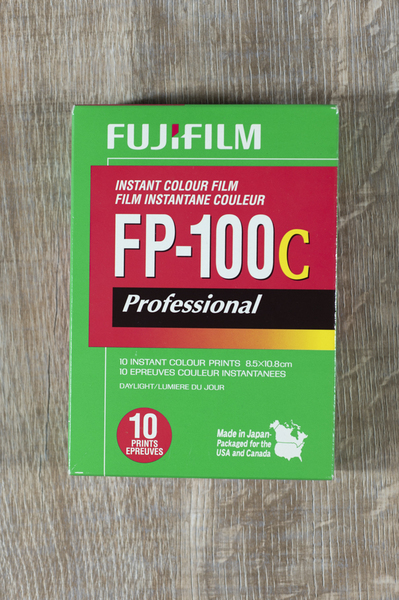 FUJIFILM
INSTANT COLOUR FILM
FILM INSTANTANE COULEUR
FP-100C
Professional
10 INSTANT COLOUR PRINTS 8.5×10.8cm
10 EPREUVES COULEUR INSTANTANEES
DAYLIGHT/LUMIERE DU JOUR
10
PRINTS
EPREUVES
Made in Japan-
Packaged for the
USA and Canada